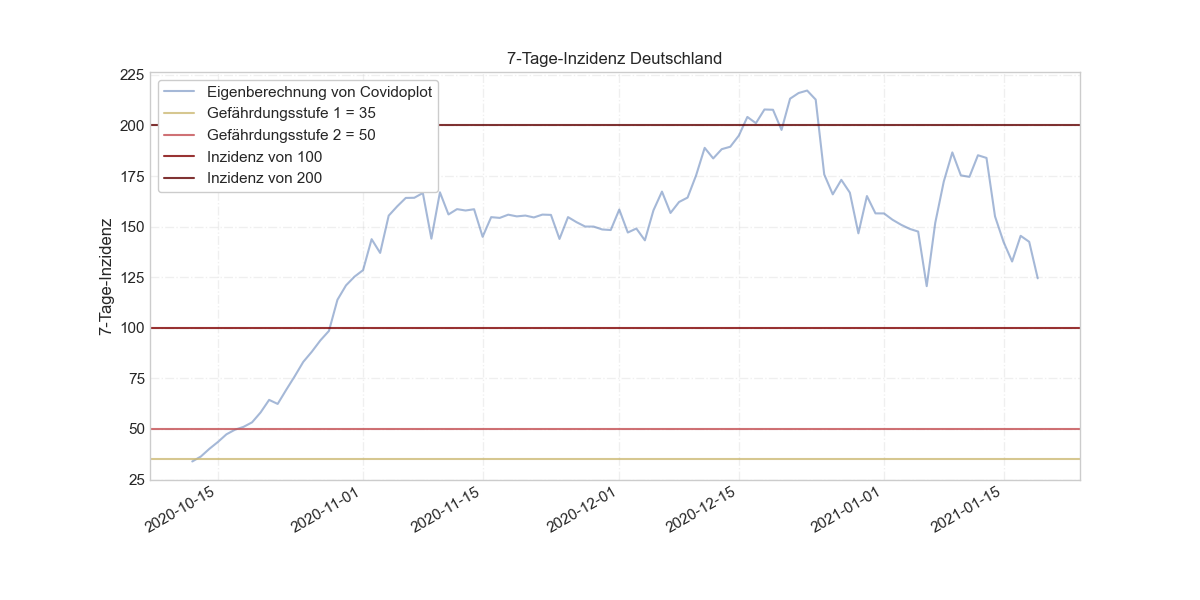 7-Tage-Inzidenz Deutschland
225
200
175
150
125
100
75
50
25
7-Tage-Inzidenz
Eigenberechnung von Covidoplot
Gefährdungsstufe 1 = 35
Gefährdungsstufe 2 = 50
Inzidenz von 100
Inzidenz von 200
2020-10-15
2020-11-01
2020-11-15
2020-12-01
2020-12-15
2021-01-01
2021-01-15